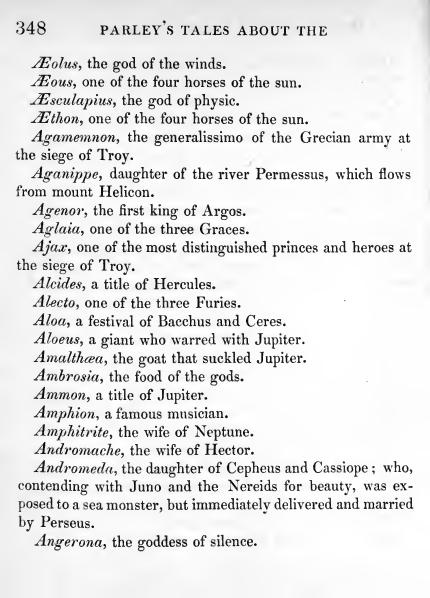 348 PARLEY'S TALES ABOUT THE
Æolus, the god of the winds.
Æous, one of the four horses of the sun.
Æsculapius, the god of physic.
Æthon, one of the four horses of the sun.
Agamemnon, the generalissimo of the Grecian army at
the siege of Troy.
Aganippe, daughter of the river Permessus, which flows
from mount Helicon.
Agenor, the first king of Argos.
Aglaia, one of the three Graces.
Ajax, one of the most distinguished princes and heroes at
the siege of Troy.
Alcides, a title of Hercules.
Alecto, one of the three Furies.
Aloa, a festival of Bacchus and Ceres.
Aloeus, a giant who warred with Jupiter.
Amalthæa, the goat that suckled Jupiter.
Ambrosia, the food of the gods.
Ammon, a title of Jupiter.
Amphion, a famous musician.
Amphitrite, the wife of Neptune.
Andromache, the wife of Hector.
Andromeda, the daughter of Cepheus and Cassiope ; who,
contending with Juno and the Nereids for beauty, was ex-
posed to a sea monster, but immediately delivered and married
by Perseus.
Angerona, the goddess of silence.